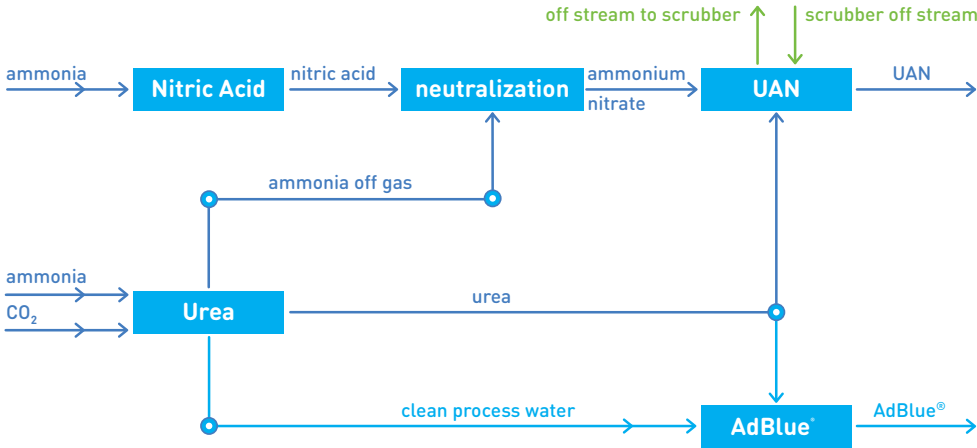 off stream to scrubber
scrubber off stream
ammonia
Nitric Acid
nitric acid
neutralization
ammonium
nitrate
UAN
UAN
ammonia off gas
ammonia
CO₂
Urea
urea
clean process water
AdBlue®
AdBlue®